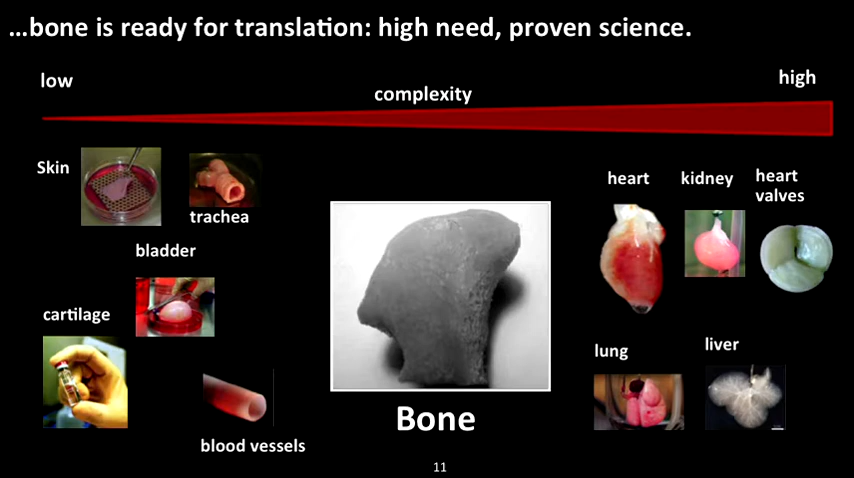 ...bone is ready for translation: high need, proven science.
low
high
complexity
Skin
trachea
bladder
cartilage
blood vessels
Bone
heart
kidney
heart
valves
lung
liver
11